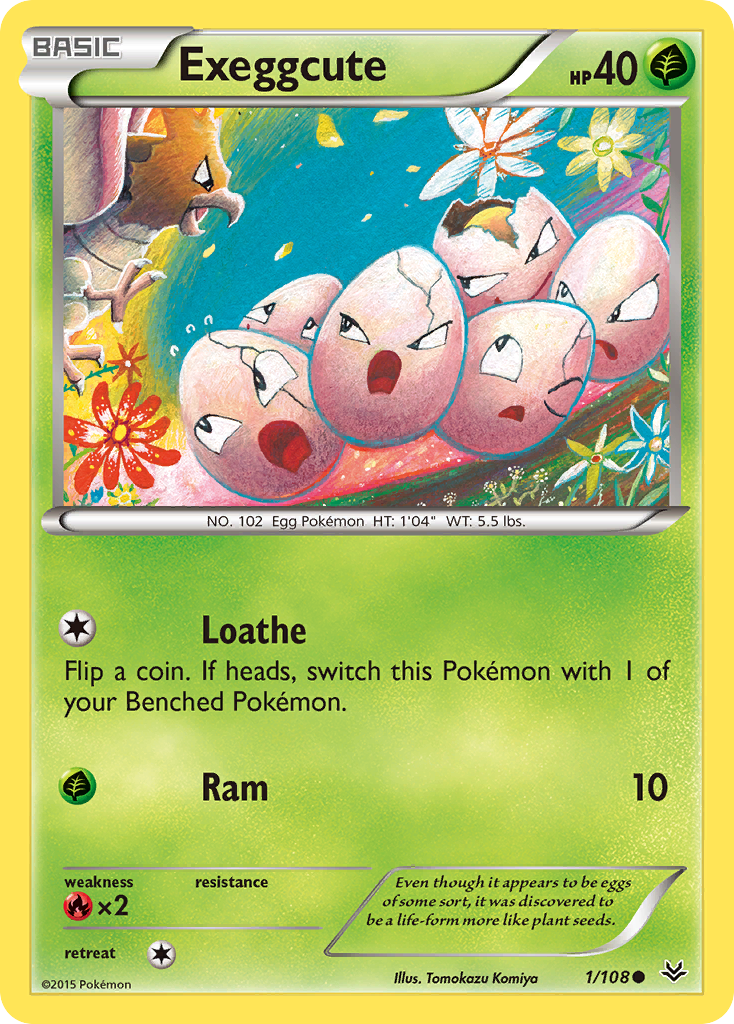 BASIC
Exeggcute
HP40
NO. 102 Egg Pokémon HT: 1'04" WT: 5.5 lbs.
Loathe
Flip a coin. If heads, switch this Pokémon with 1 of
your Benched Pokémon.
Ram 10
weakness resistance
×2
retreat
Even though it appears to be eggs
of some sort, it was discovered to
be a life-form more like plant seeds.
©2015 Pokémon
Illus. Tomokazu Komiya
1/108